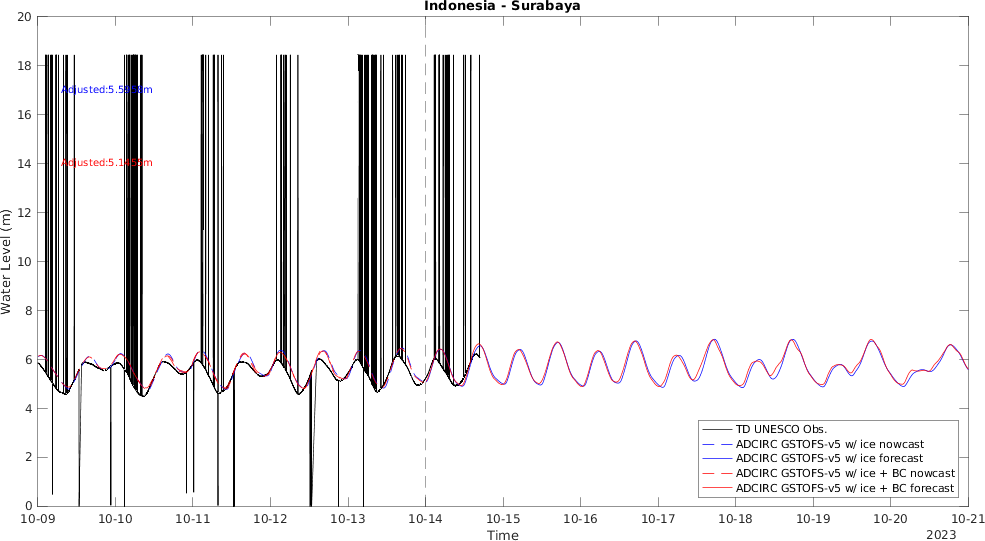 Indonesia - Surabaya
20
18
16
14
12
10
8
6
4
2
0
Water Level (m)
10-09 10-10 10-11 10-12 10-13 10-14 10-15 10-16 10-17 10-18 10-19 10-20 10-21
Time
2023
TD UNESCO Obs.
ADCIRC GSTOFS-v5 w/ ice nowcast
ADCIRC GSTOFS-v5 w/ ice forecast
ADCIRC GSTOFS-v5 w/ ice + BC nowcast
ADCIRC GSTOFS-v5 w/ ice + BC forecast